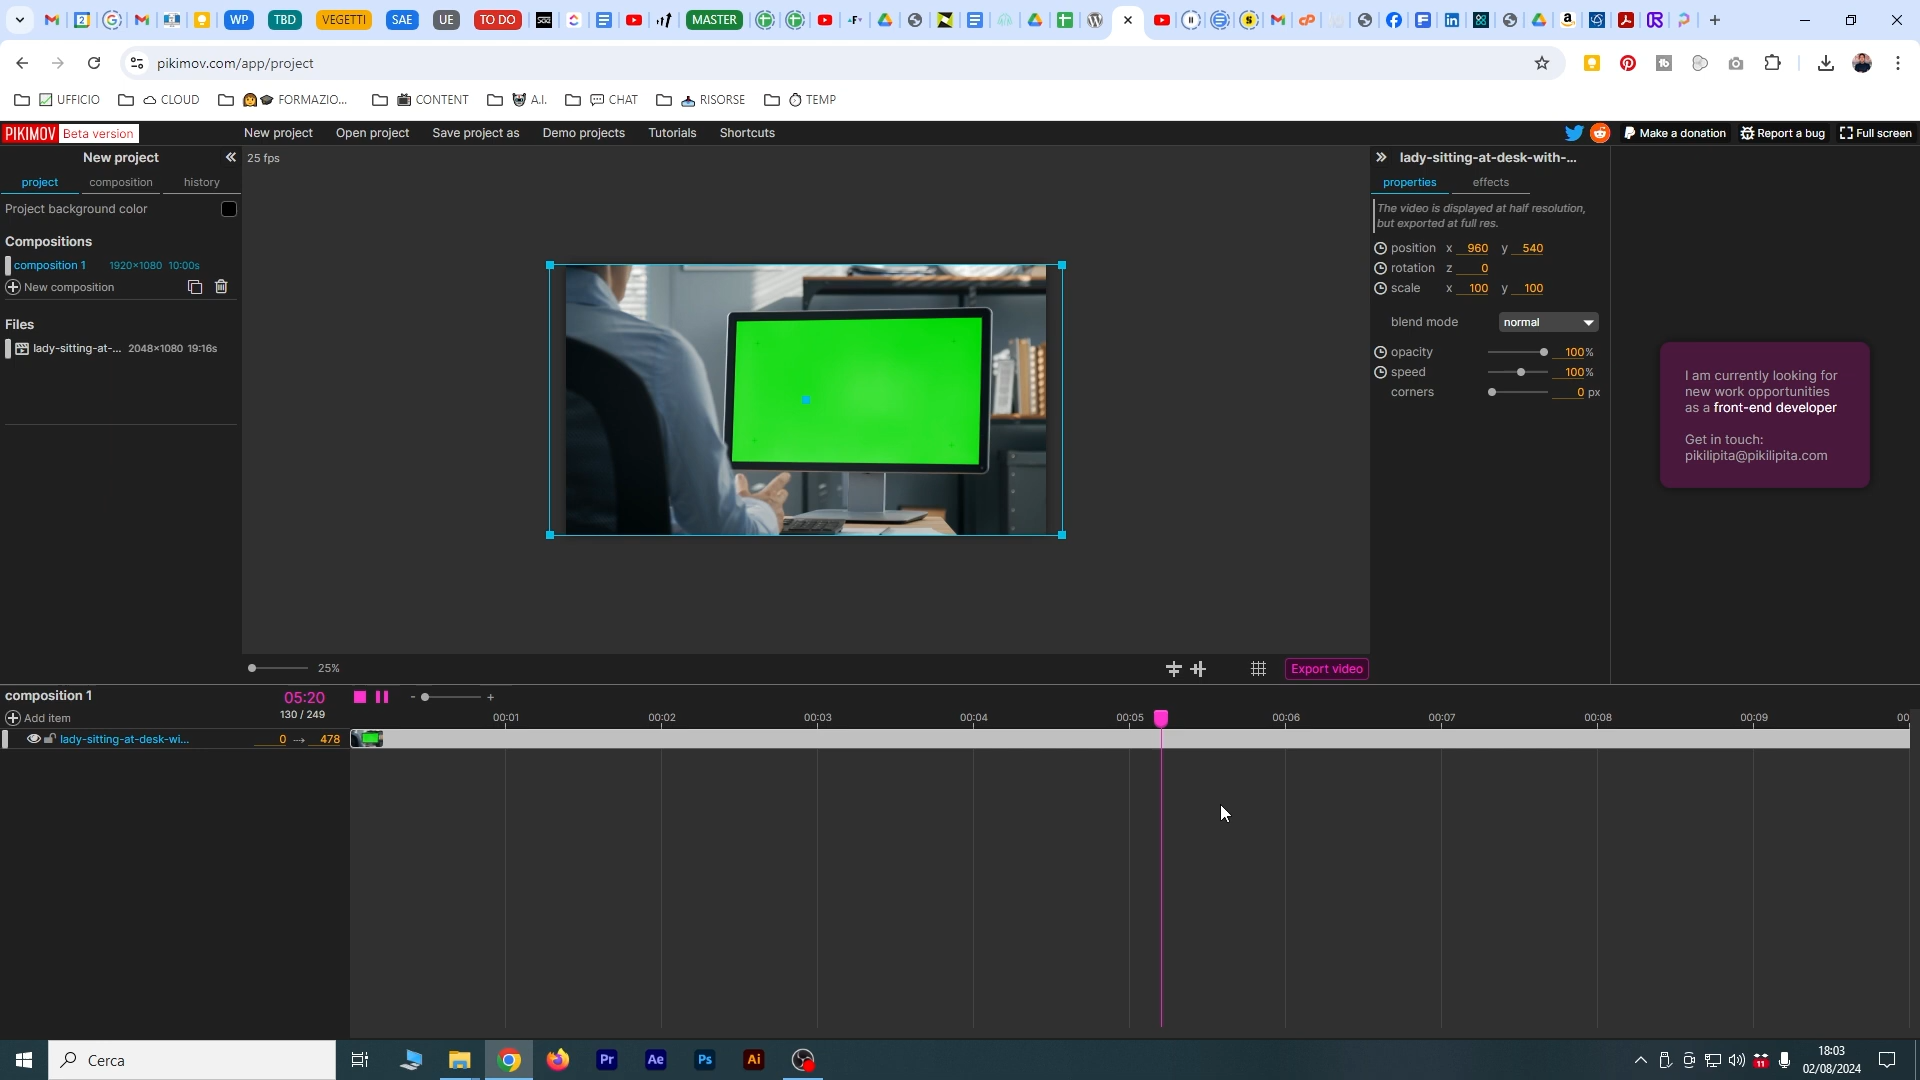 WP
TBD
VEGETTI
SAE
UE
TO DO
MASTER
pikimov.com/app/project
UFFICIO
CLOUD
FORMAZIO...
CONTENT
A.I.
CHAT
RISORSE
TEMP
PIKIMOV Beta version
New project
Open project
Save project as
Demo projects
Tutorials
Shortcuts
Make a donation
Report a bug
Full screen
New project
25 fps
lady-sitting-at-desk-with-...
project
composition
history
properties
effects
Project background color
The video is displayed at half resolution,
but exported at full res.
Compositions
composition 1 1920×1080 10:00s
New composition
position x 960 y 540
rotation z 0
scale x 100 y 100
Files
lady-sitting-at-... 2048×1080 19:16s
blend mode normal
opacity 100%
speed 100%
corners 0 px
I am currently looking for
new work opportunities
as a front-end developer
Get in touch:
pikilipita@pikilipita.com
25%
Export video
composition 1
05:20
130 / 249
- +
Add item
00:01 00:02 00:03 00:04 00:05 00:06 00:07 00:08 00:09 00
lady-sitting-at-desk-wi... 0 → 478
Cerca
Pr
Ae
Ps
Ai
11
18:03
02/08/2024